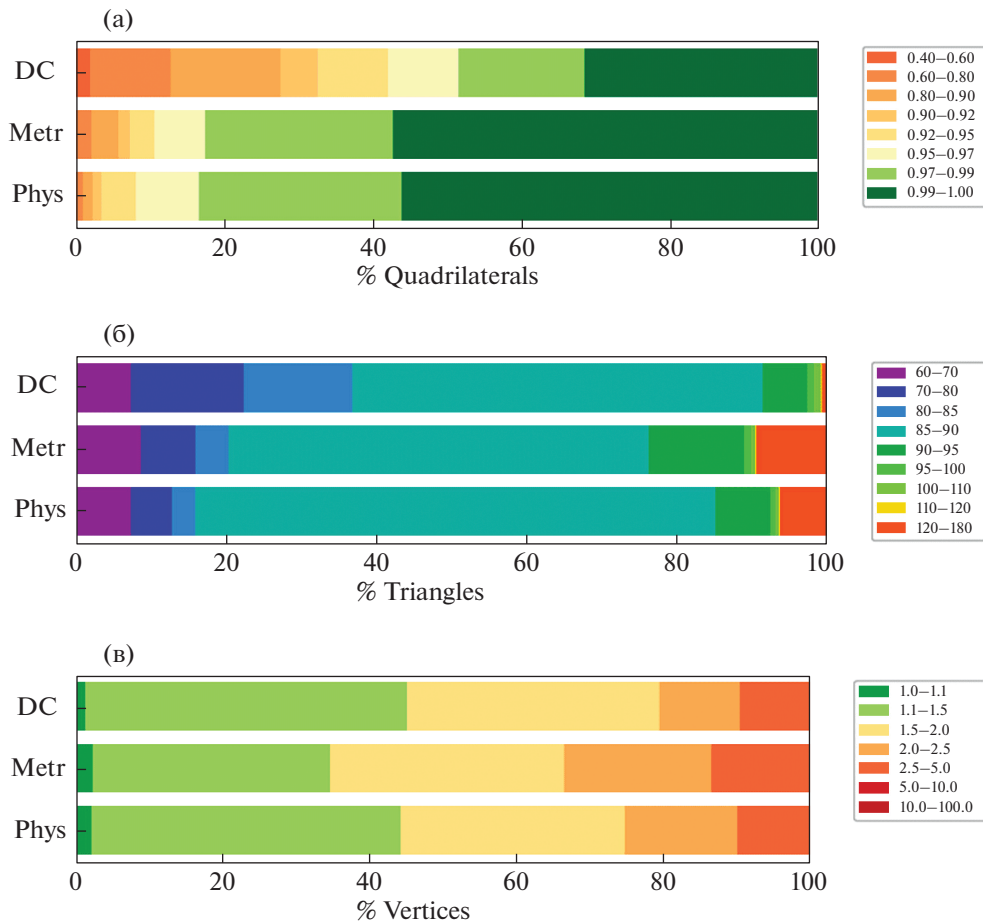 (а)
DC
Metr
Phys
0 20 40 60 80 100
% Quadrilaterals
0.40–0.60
0.60–0.80
0.80–0.90
0.90–0.92
0.92–0.95
0.95–0.97
0.97–0.99
0.99–1.00
(б)
DC
Metr
Phys
0 20 40 60 80 100
% Triangles
60–70
70–80
80–85
85–90
90–95
95–100
100–110
110–120
120–180
(в)
DC
Metr
Phys
0 20 40 60 80 100
% Vertices
1.0–1.1
1.1–1.5
1.5–2.0
2.0–2.5
2.5–5.0
5.0–10.0
10.0–100.0